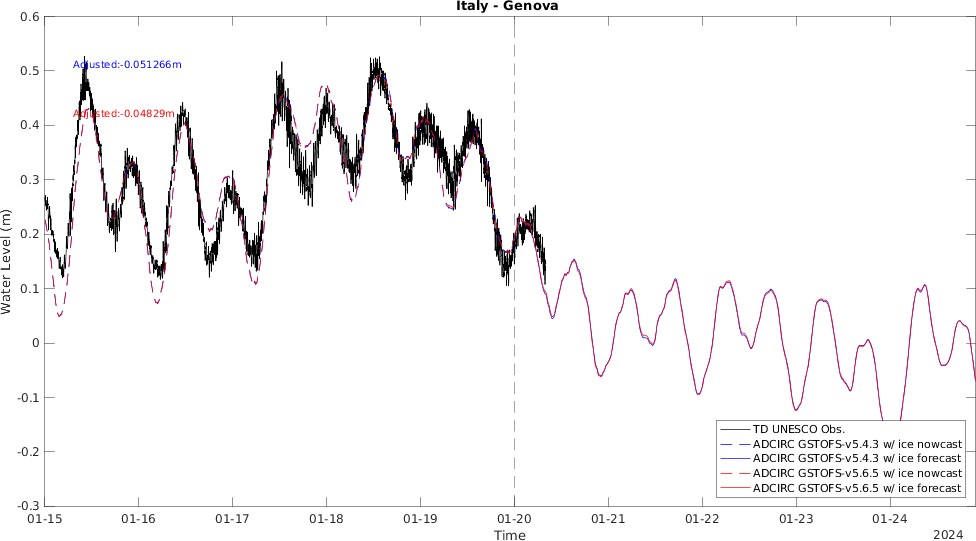 Italy - Genova
0.6
0.5
0.4
0.3
0.2
0.1
0
-0.1
-0.2
-0.3
Water Level (m)
Adjusted:-0.051266m
Adjusted:-0.04829m
TD UNESCO Obs.
ADCIRC GSTOFS-v5.4.3 w/ ice nowcast
ADCIRC GSTOFS-v5.4.3 w/ ice forecast
ADCIRC GSTOFS-v5.6.5 w/ ice nowcast
ADCIRC GSTOFS-v5.6.5 w/ ice forecast
01-15 01-16 01-17 01-18 01-19 01-20 01-21 01-22 01-23 01-24
Time
2024